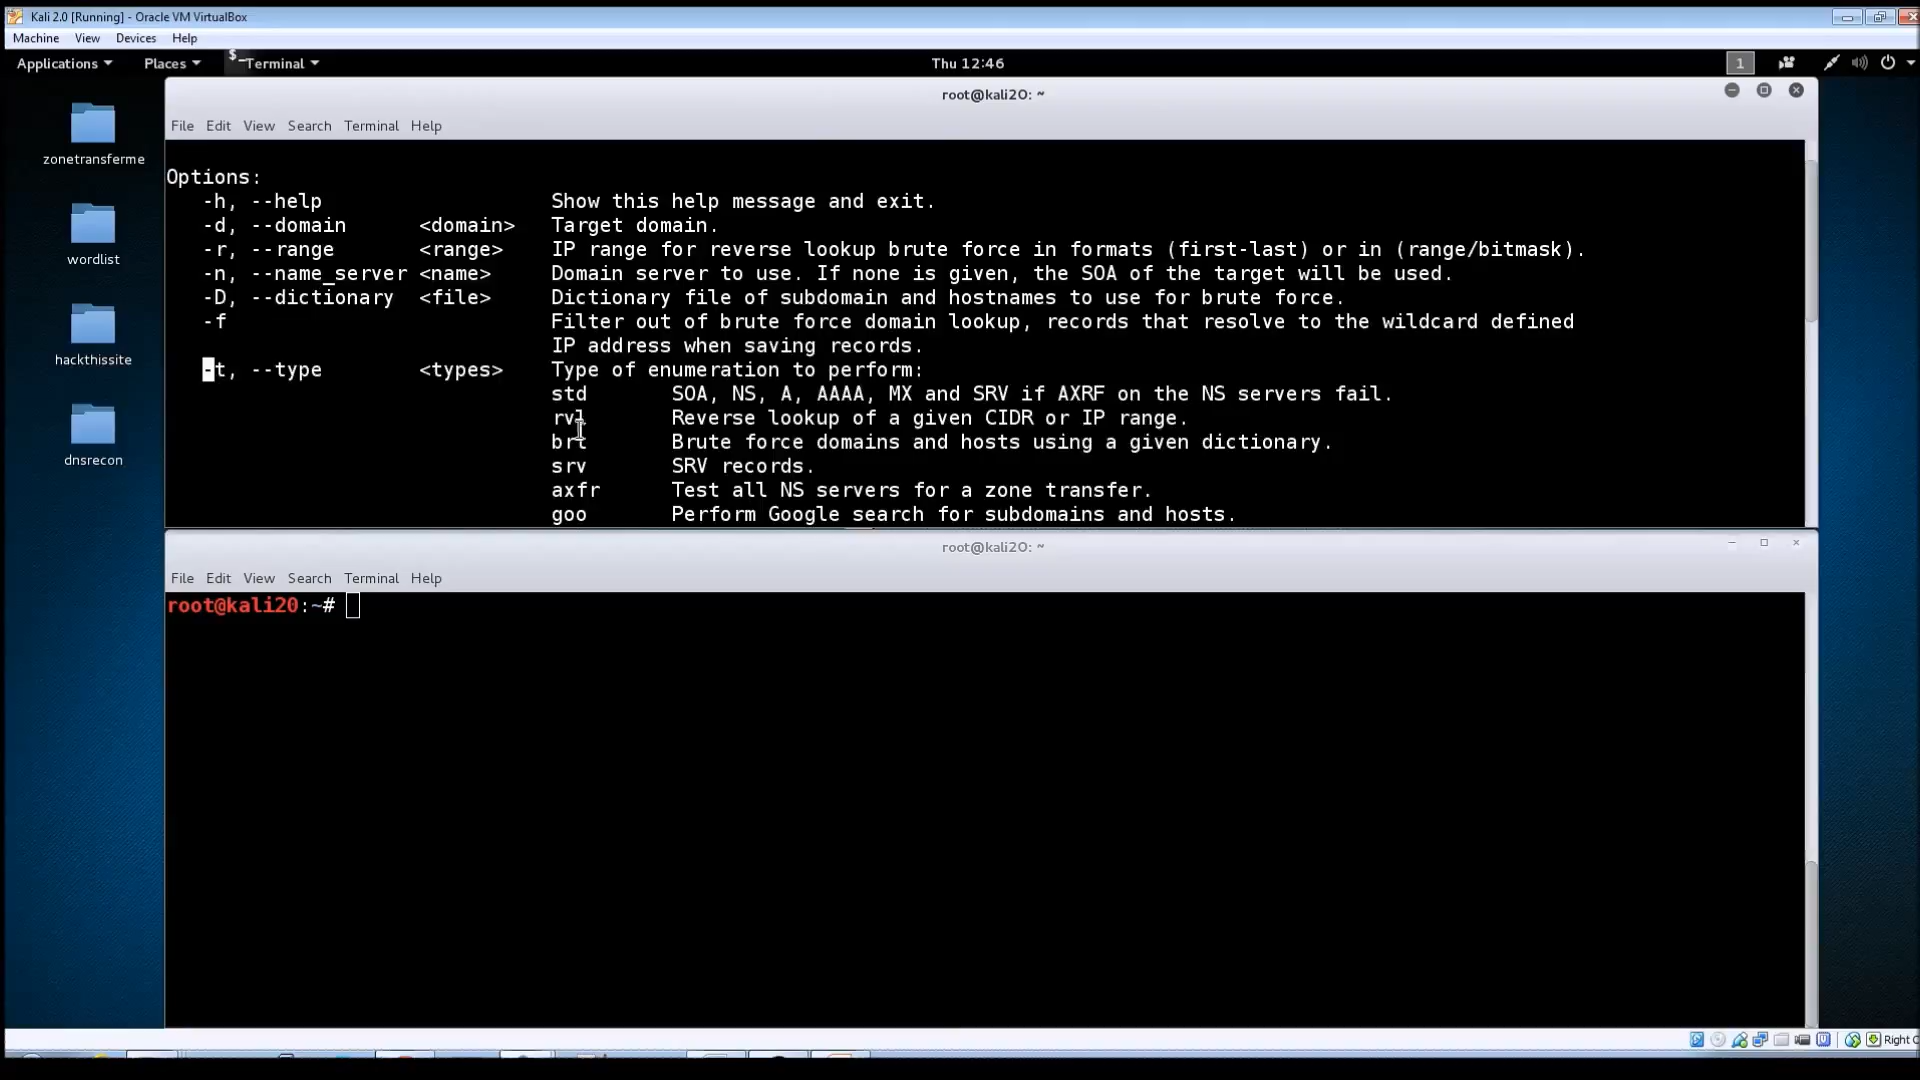 Kali 2.0 [Running] - Oracle VM VirtualBox
Machine View Devices Help
Applications Places $_Terminal Thu 12:46 1
root@kali20: ~
File Edit View Search Terminal Help
Options:
-h, --help Show this help message and exit.
-d, --domain <domain> Target domain.
-r, --range <range> IP range for reverse lookup brute force in formats (first-last) or in (range/bitmask).
-n, --name_server <name> Domain server to use. If none is given, the SOA of the target will be used.
-D, --dictionary <file> Dictionary file of subdomain and hostnames to use for brute force.
-f Filter out of brute force domain lookup, records that resolve to the wildcard defined
IP address when saving records.
-t, --type <types> Type of enumeration to perform:
std SOA, NS, A, AAAA, MX and SRV if AXRF on the NS servers fail.
rvl Reverse lookup of a given CIDR or IP range.
brt Brute force domains and hosts using a given dictionary.
srv SRV records.
axfr Test all NS servers for a zone transfer.
goo Perform Google search for subdomains and hosts.
root@kali20: ~
File Edit View Search Terminal Help
root@kali20:~#
zonetransferme
wordlist
hackthissite
dnsrecon
Right C